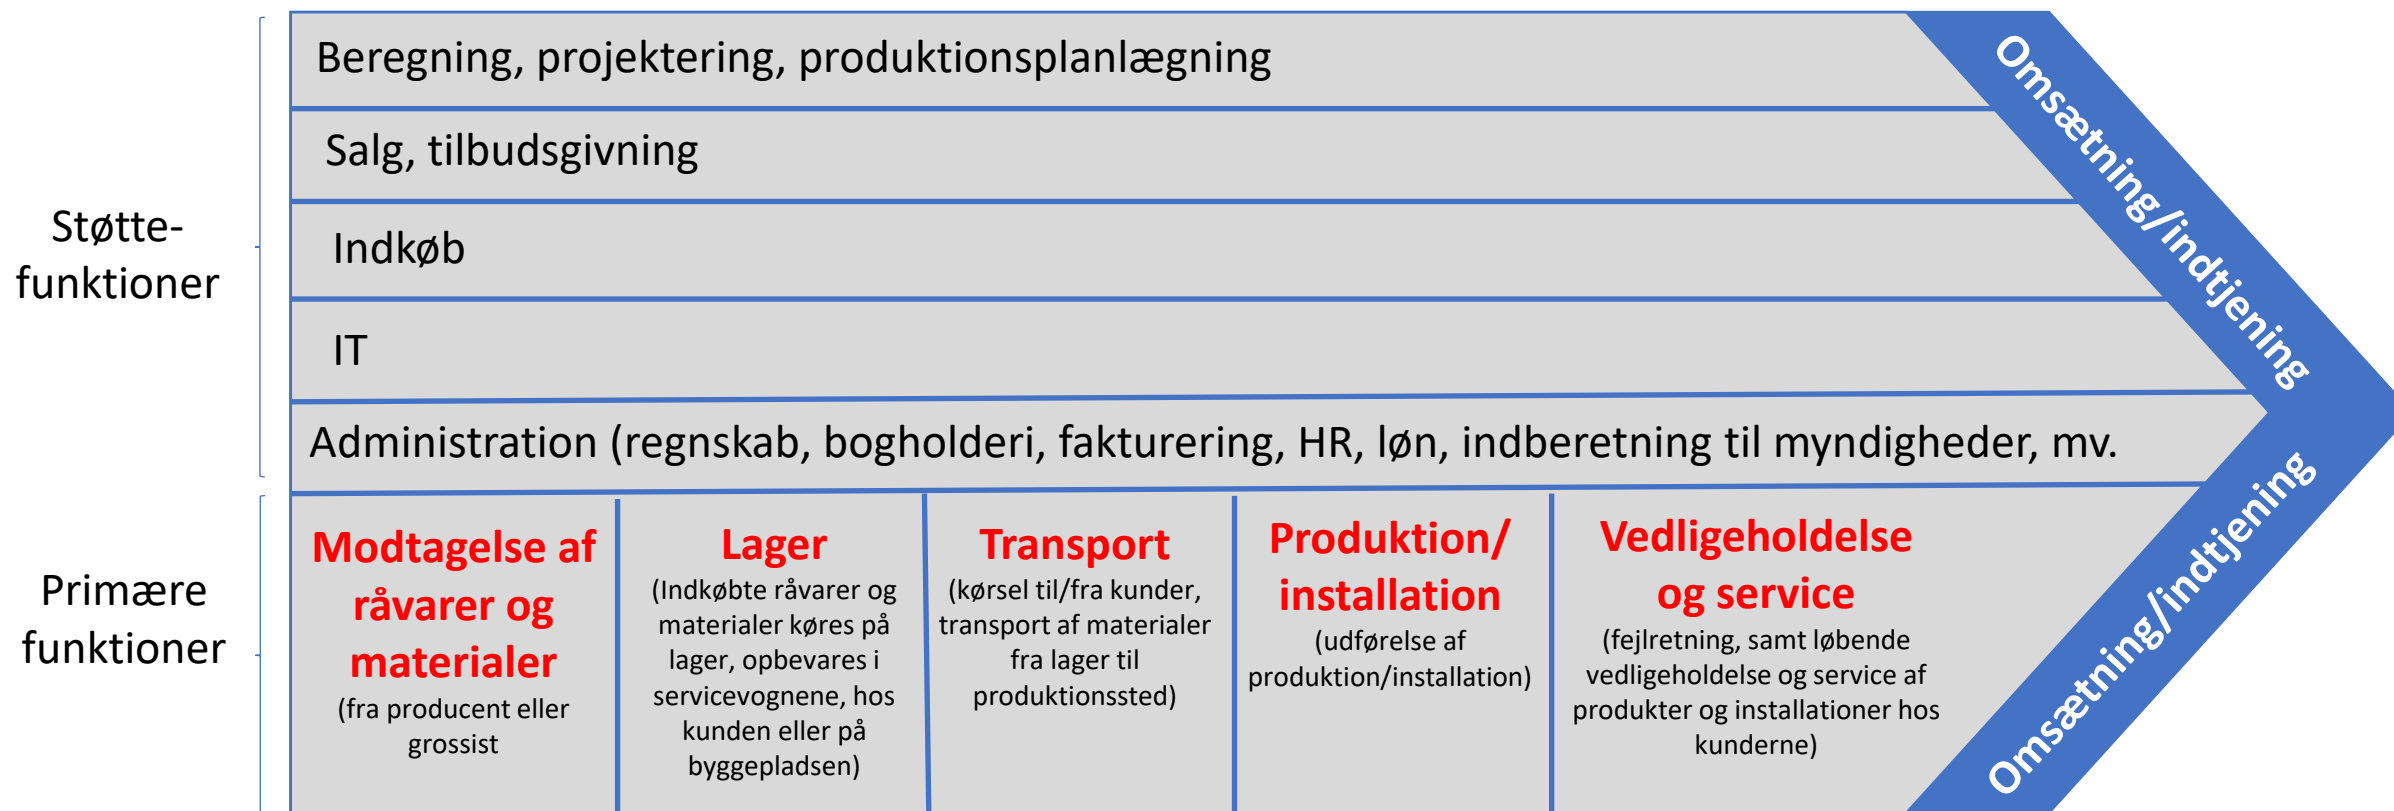 Beregning, projektering, produktionsplanlægning
Salg, tilbudsgivning
Støtte-
funktioner
Indkøb
IT
Administration (regnskab, bogholderi, fakturering, HR, løn, indberetning til myndigheder, mv.
Omsætning/indtjening
Primære
funktioner
Modtagelse af
råvarer og
materialer
(fra producent eller
grossist
Lager
(Indkøbte råvarer og
materialer køres på
lager, opbevares i
servicevognene, hos
kunden eller på
byggepladsen)
Transport
(kørsel til/fra kunder,
transport af materialer
fra lager til
produktionssted)
Produktion/
installation
(udførelse af
produktion/installation)
Vedligeholdelse
og service
(fejlretning, samt løbende
vedligeholdelse og service af
produkter og installationer hos
kunderne)
Omsætning/indtjening